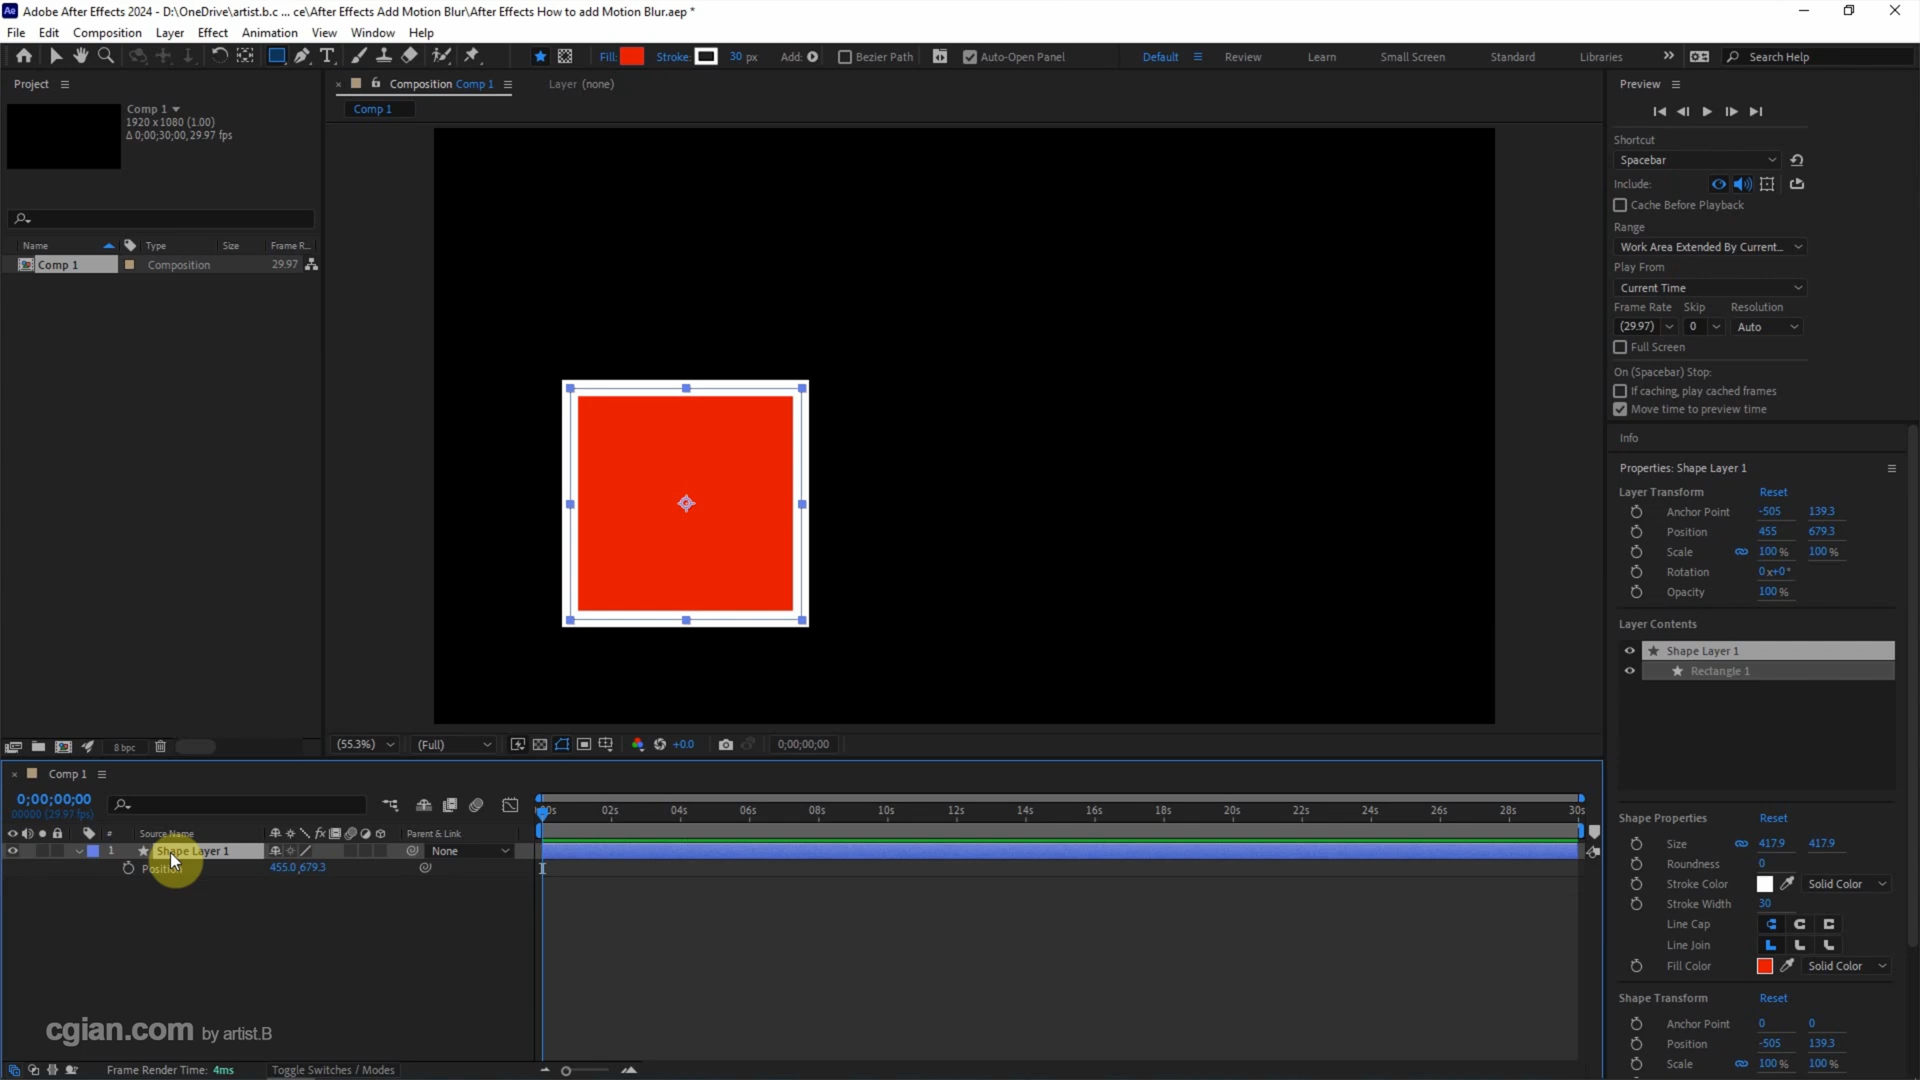 Ae Adobe After Effects 2024 - D:\OneDrive\artist.b.c ... ce\After Effects Add Motion Blur\After Effects How to add Motion Blur.aep *
File Edit Composition Layer Effect Animation View Window Help
Fill: Stroke: 30 px Add: Bezier Path Auto-Open Panel Default Review Learn Small Screen Standard Libraries Search Help
Project
Comp 1
1920 x 1080 (1.00)
Δ 0;00;30;00, 29.97 fps
Name Type Size Frame R...
Comp 1 Composition 29.97
8 bpc
Composition Comp 1 Layer (none)
Comp 1
(55.3%) (Full) +0.0 0;00;00;00
Preview
Shortcut
Spacebar
Include:
Cache Before Playback
Range
Work Area Extended By Current...
Play From
Current Time
Frame Rate Skip Resolution
(29.97) 0 Auto
Full Screen
On (Spacebar) Stop:
If caching, play cached frames
Move time to preview time
Info
Properties: Shape Layer 1
Layer Transform Reset
Anchor Point -505 139.3
Position 455 679.3
Scale 100 % 100 %
Rotation 0x+0°
Opacity 100 %
Layer Contents
Shape Layer 1
Rectangle 1
Shape Properties Reset
Size 417.9 417.9
Roundness 0
Stroke Color Solid Color
Stroke Width 30
Line Cap
Line Join
Fill Color Solid Color
Shape Transform Reset
Anchor Point 0 0
Position -505 139.3
Scale 100 % 100 %
Comp 1
0;00;00;00
00000 (29.97 fps)
02s 04s 06s 08s 10s 12s 14s 16s 18s 20s 22s 24s 26s 28s 30s
# Source Name fx Parent & Link
1 Shape Layer 1 None
Position 455.0,679.3
cgian.com by artist.B
Frame Render Time: 4ms Toggle Switches / Modes